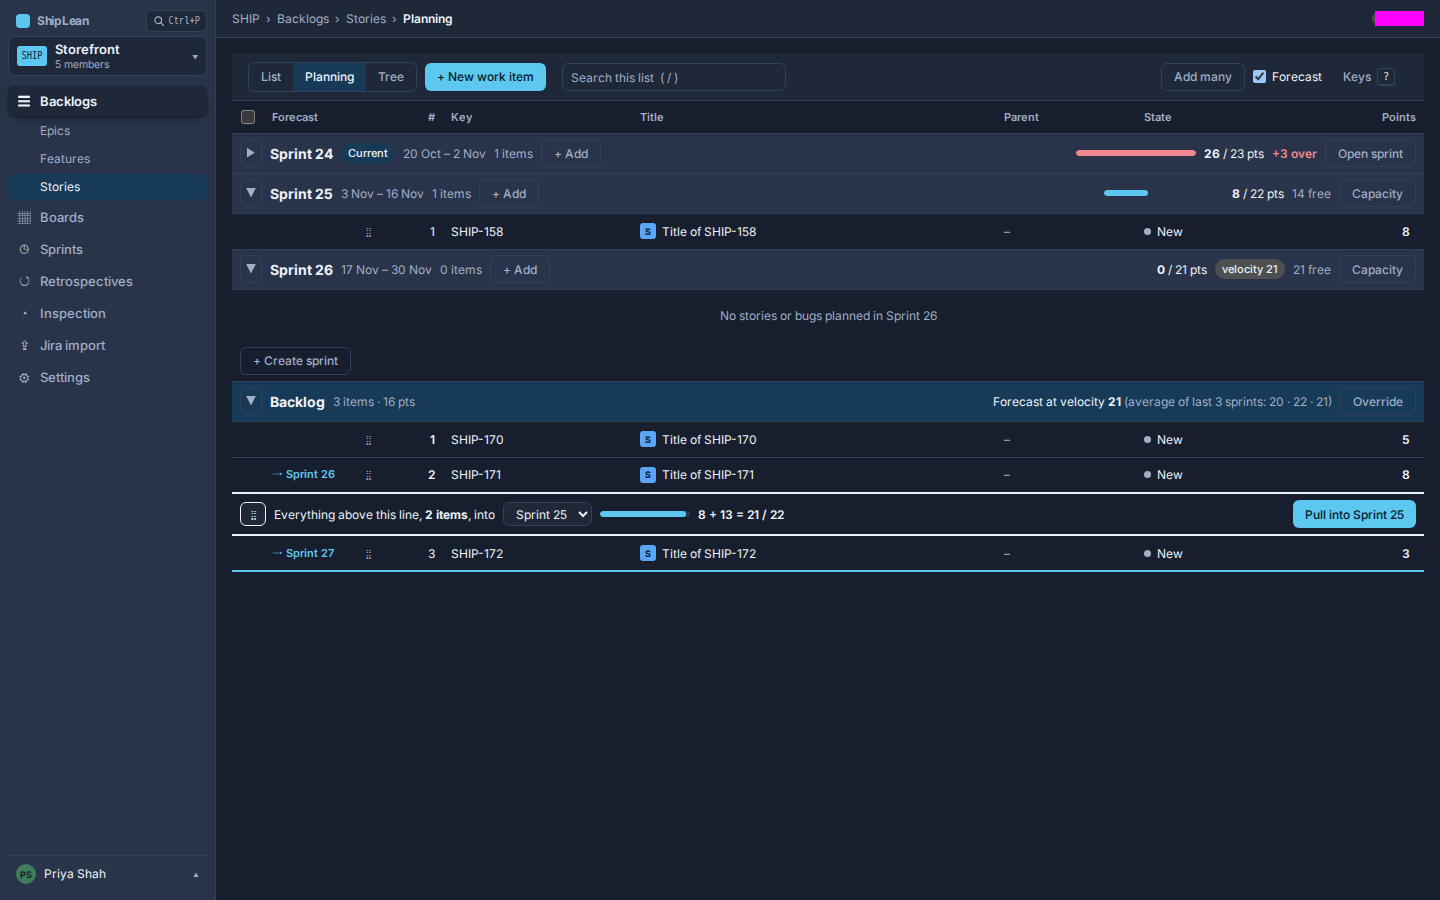 ShipLean
Ctrl+P
SHIP
Storefront
5 members
Backlogs
Epics
Features
Stories
Boards
Sprints
Retrospectives
Inspection
Jira import
Settings
PS Priya Shah
SHIP › Backlogs › Stories › Planning
List Planning Tree + New work item Search this list ( / ) Add many Forecast Keys ?
Forecast # Key Title Parent State Points
Sprint 24 Current 20 Oct – 2 Nov 1 items + Add 26 / 23 pts +3 over Open sprint
Sprint 25 3 Nov – 16 Nov 1 items + Add 8 / 22 pts 14 free Capacity
1 SHIP-158 S Title of SHIP-158 – New 8
Sprint 26 17 Nov – 30 Nov 0 items + Add 0 / 21 pts velocity 21 21 free Capacity
No stories or bugs planned in Sprint 26
+ Create sprint
Backlog 3 items · 16 pts Forecast at velocity 21 (average of last 3 sprints: 20 · 22 · 21) Override
1 SHIP-170 S Title of SHIP-170 – New 5
→ Sprint 26 2 SHIP-171 S Title of SHIP-171 – New 8
Everything above this line, 2 items, into Sprint 25 8 + 13 = 21 / 22 Pull into Sprint 25
→ Sprint 27 3 SHIP-172 S Title of SHIP-172 – New 3